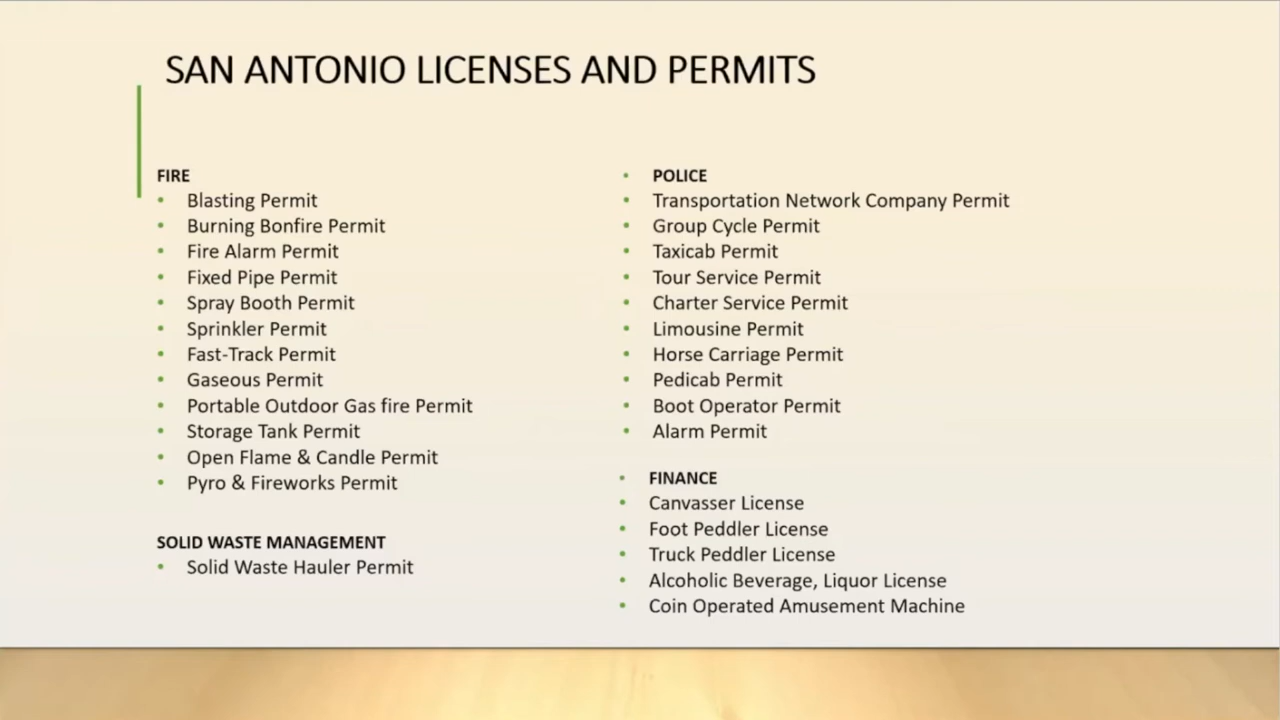 SAN ANTONIO LICENSES AND PERMITS
FIRE
• Blasting Permit
• Burning Bonfire Permit
• Fire Alarm Permit
• Fixed Pipe Permit
• Spray Booth Permit
• Sprinkler Permit
• Fast-Track Permit
• Gaseous Permit
• Portable Outdoor Gas fire Permit
• Storage Tank Permit
• Open Flame & Candle Permit
• Pyro & Fireworks Permit
SOLID WASTE MANAGEMENT
• Solid Waste Hauler Permit
• POLICE
• Transportation Network Company Permit
• Group Cycle Permit
• Taxicab Permit
• Tour Service Permit
• Charter Service Permit
• Limousine Permit
• Horse Carriage Permit
• Pedicab Permit
• Boot Operator Permit
• Alarm Permit
• FINANCE
• Canvasser License
• Foot Peddler License
• Truck Peddler License
• Alcoholic Beverage, Liquor License
• Coin Operated Amusement Machine